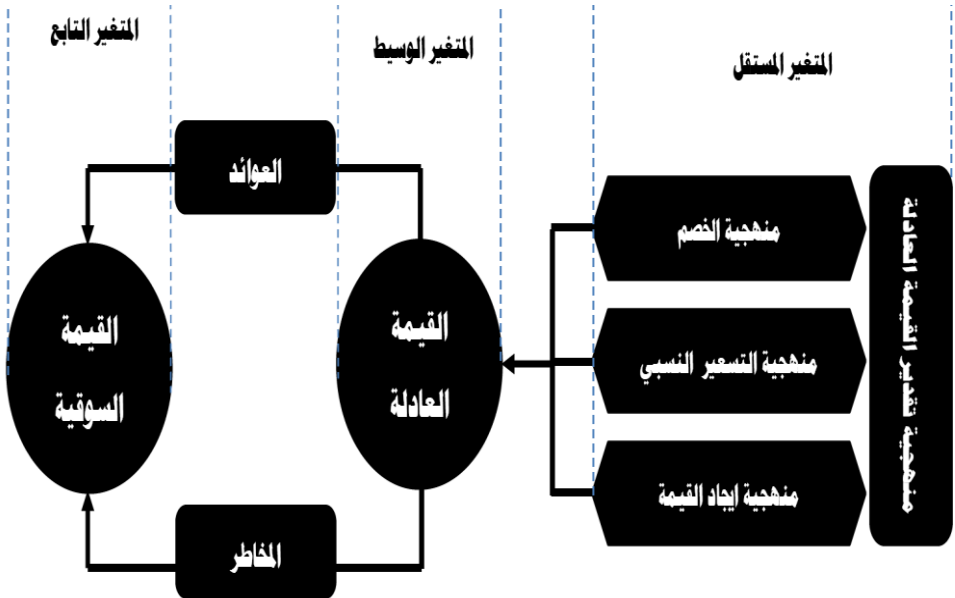 المتغير المستقل
المتغير الوسيط
المتغير التابع
منهجية تقدير القيمة العادلة
منهجية الخصم
منهجية التسعير النسبي
منهجية ايجاد القيمة
العوائد
القيمة
العادلة
القيمة
السوقية
المخاطر